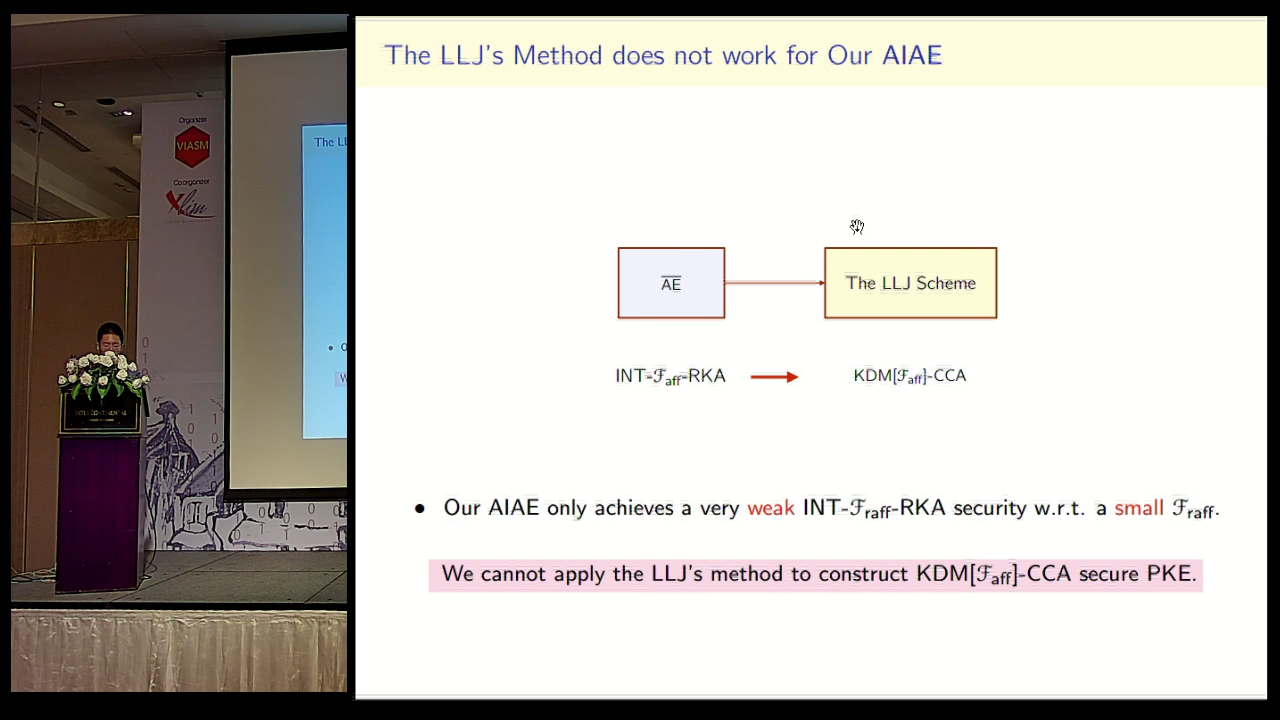 Organizer
VIASM
Co-organizer
Xlim
The LL
The LLJ's Method does not work for Our AIAE
A̅E̅
The LLJ Scheme
INT-ℱaff-RKA
KDM[ℱaff]-CCA
• Our AIAE only achieves a very weak INT-ℱraff-RKA security w.r.t. a small ℱraff.
We cannot apply the LLJ's method to construct KDM[ℱaff]-CCA secure PKE.